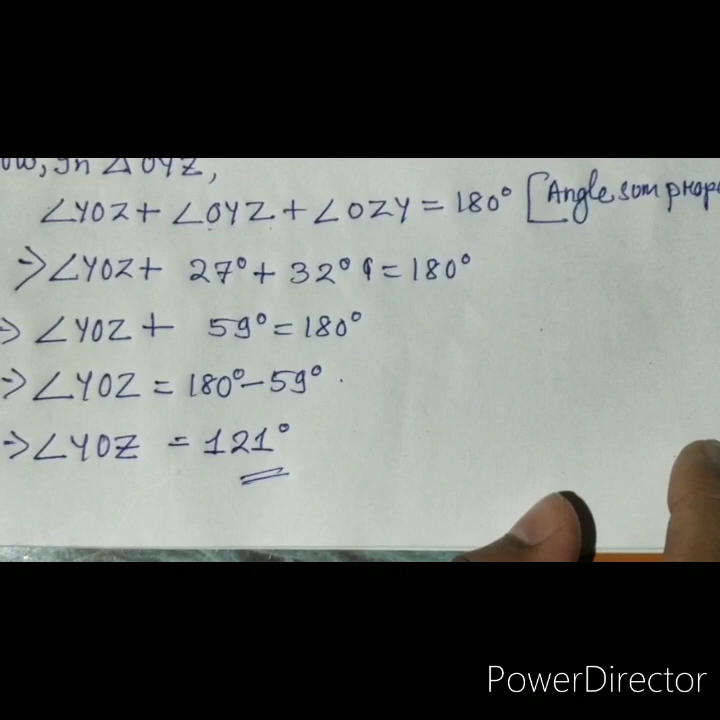 ow, In △OYZ,
∠YOZ + ∠OYZ + ∠OZY = 180° [Angle sum prope
⇒ ∠YOZ + 27° + 32° = 180°
⇒ ∠YOZ + 59° = 180°
⇒ ∠YOZ = 180° - 59°
⇒ ∠YOZ = 121°
PowerDirector